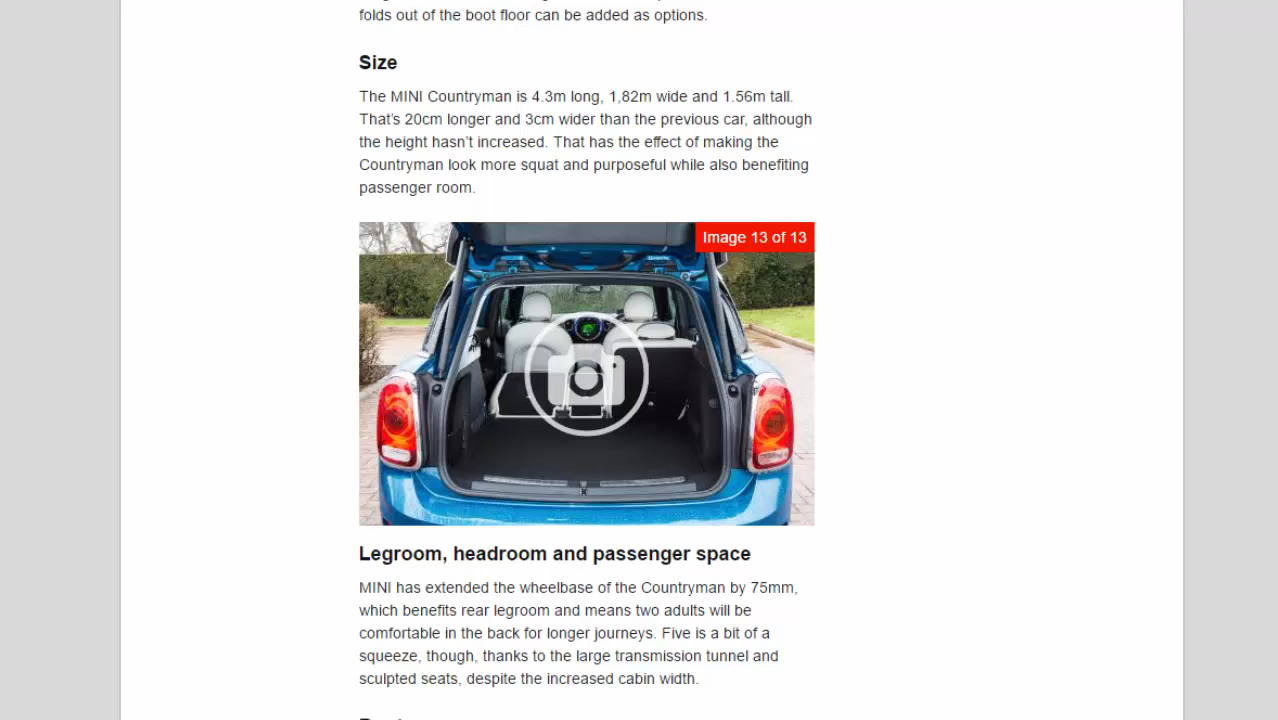 folds out of the boot floor can be added as options.
Size
The MINI Countryman is 4.3m long, 1,82m wide and 1.56m tall.
That’s 20cm longer and 3cm wider than the previous car, although
the height hasn’t increased. That has the effect of making the
Countryman look more squat and purposeful while also benefiting
passenger room.
Image 13 of 13
Legroom, headroom and passenger space
MINI has extended the wheelbase of the Countryman by 75mm,
which benefits rear legroom and means two adults will be
comfortable in the back for longer journeys. Five is a bit of a
squeeze, though, thanks to the large transmission tunnel and
sculpted seats, despite the increased cabin width.